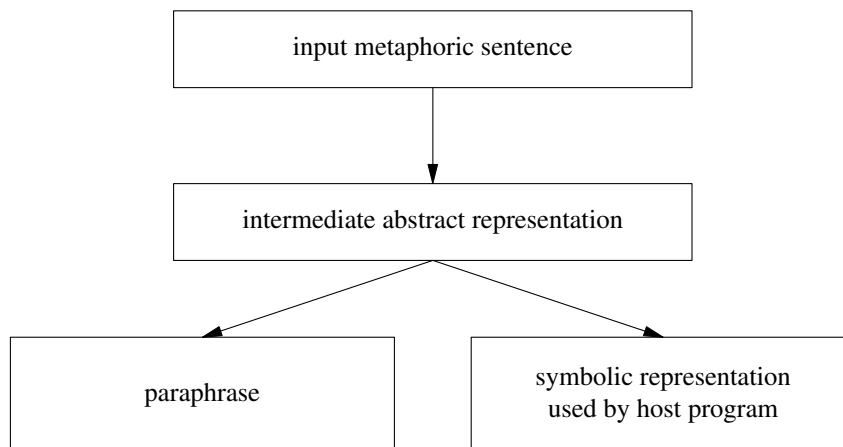 input metaphoric sentence
intermediate abstract representation
paraphrase
symbolic representation
used by host program